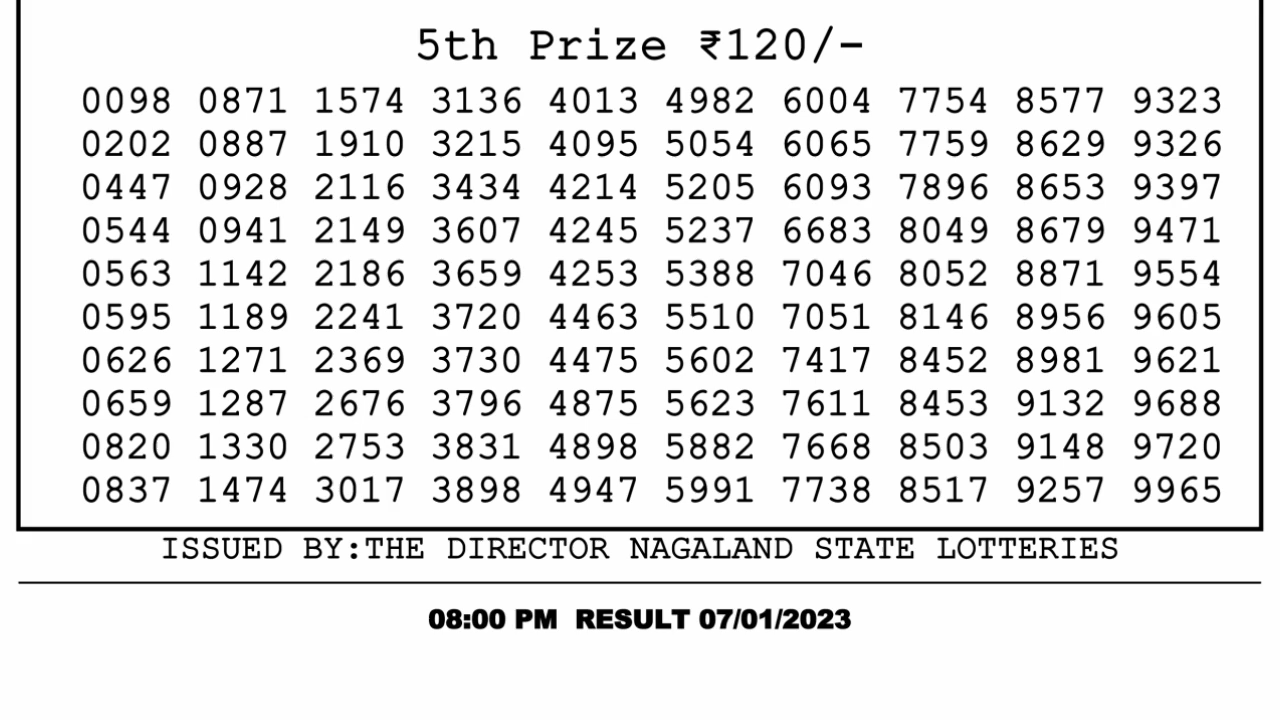 5th Prize ₹120/-
0098 0871 1574 3136 4013 4982 6004 7754 8577 9323
0202 0887 1910 3215 4095 5054 6065 7759 8629 9326
0447 0928 2116 3434 4214 5205 6093 7896 8653 9397
0544 0941 2149 3607 4245 5237 6683 8049 8679 9471
0563 1142 2186 3659 4253 5388 7046 8052 8871 9554
0595 1189 2241 3720 4463 5510 7051 8146 8956 9605
0626 1271 2369 3730 4475 5602 7417 8452 8981 9621
0659 1287 2676 3796 4875 5623 7611 8453 9132 9688
0820 1330 2753 3831 4898 5882 7668 8503 9148 9720
0837 1474 3017 3898 4947 5991 7738 8517 9257 9965
ISSUED BY:THE DIRECTOR NAGALAND STATE LOTTERIES
08:00 PM RESULT 07/01/2023